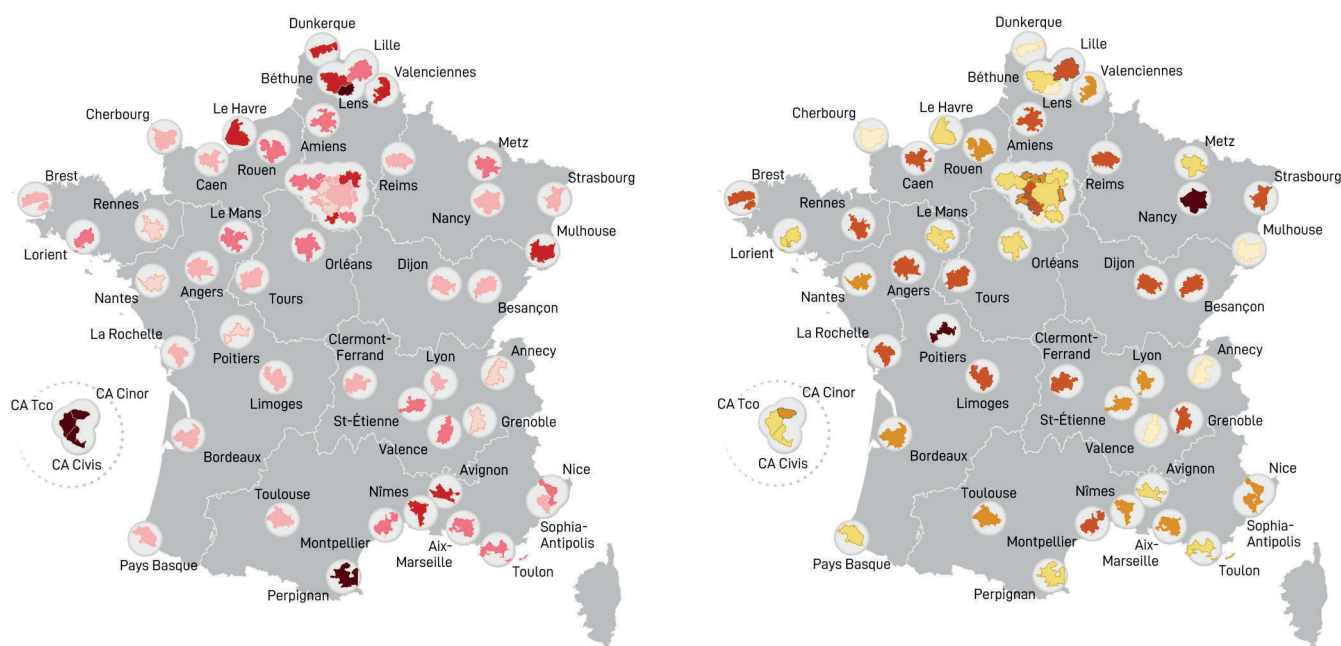 Dunkerque
Lille
Béthune
Valenciennes
Lens
Le Havre
Cherbourg
Amiens
Metz
Rouen
Caen
Reims
Strasbourg
Brest
Rennes
Le Mans
Nancy
Mulhouse
Lorient
Orléans
Dijon
Nantes
Angers
Tours
Besançon
La Rochelle
Poitiers
Clermont-
Ferrand
Lyon
Annecy
CA Cinor
CA Tco
Limoges
St-Étienne
Grenoble
CA Civis
Valence
Bordeaux
Avignon
Nice
Toulouse
Nîmes
Montpellier
Sophia-
Antipolis
Aix-
Marseille
Pays Basque
Toulon
Perpignan
Dunkerque
Lille
Béthune
Valenciennes
Lens
Le Havre
Cherbourg
Amiens
Metz
Rouen
Caen
Reims
Strasbourg
Brest
Rennes
Le Mans
Nancy
Mulhouse
Lorient
Orléans
Dijon
Nantes
Angers
Tours
Besançon
La Rochelle
Poitiers
Clermont-
Ferrand
Lyon
Annecy
CA Cinor
CA Tco
Limoges
St-Étienne
Grenoble
CA Civis
Valence
Bordeaux
Avignon
Nice
Toulouse
Nîmes
Montpellier
Sophia-
Antipolis
Aix-
Marseille
Pays Basque
Toulon
Perpignan